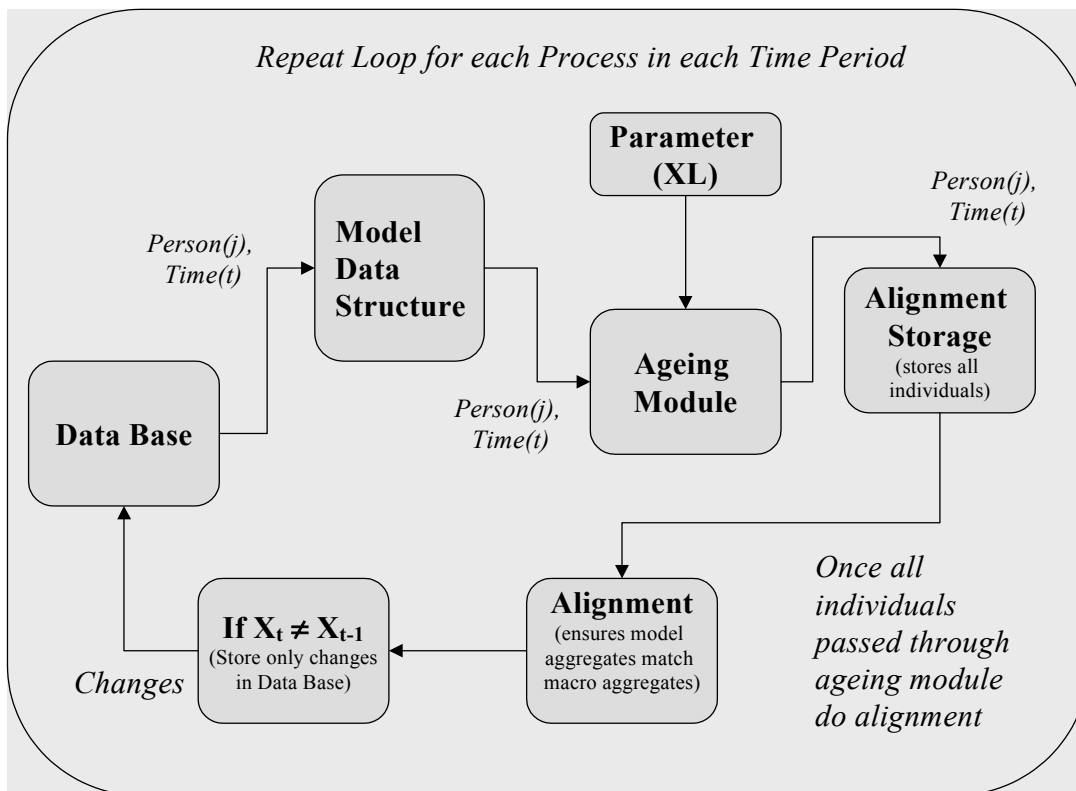 Repeat Loop for each Process in each Time Period
Parameter
(XL)
Person(j),
Time(t)
Person(j),
Time(t)
Model
Data
Structure
Alignment
Storage
(stores all
individuals)
Ageing
Module
Person(j),
Time(t)
Data Base
Once all
individuals
passed through
ageing module
do alignment
Alignment
(ensures model
aggregates match
macro aggregates)
If Xₜ ≠ Xₜ₋₁
(Store only changes
in Data Base)
Changes